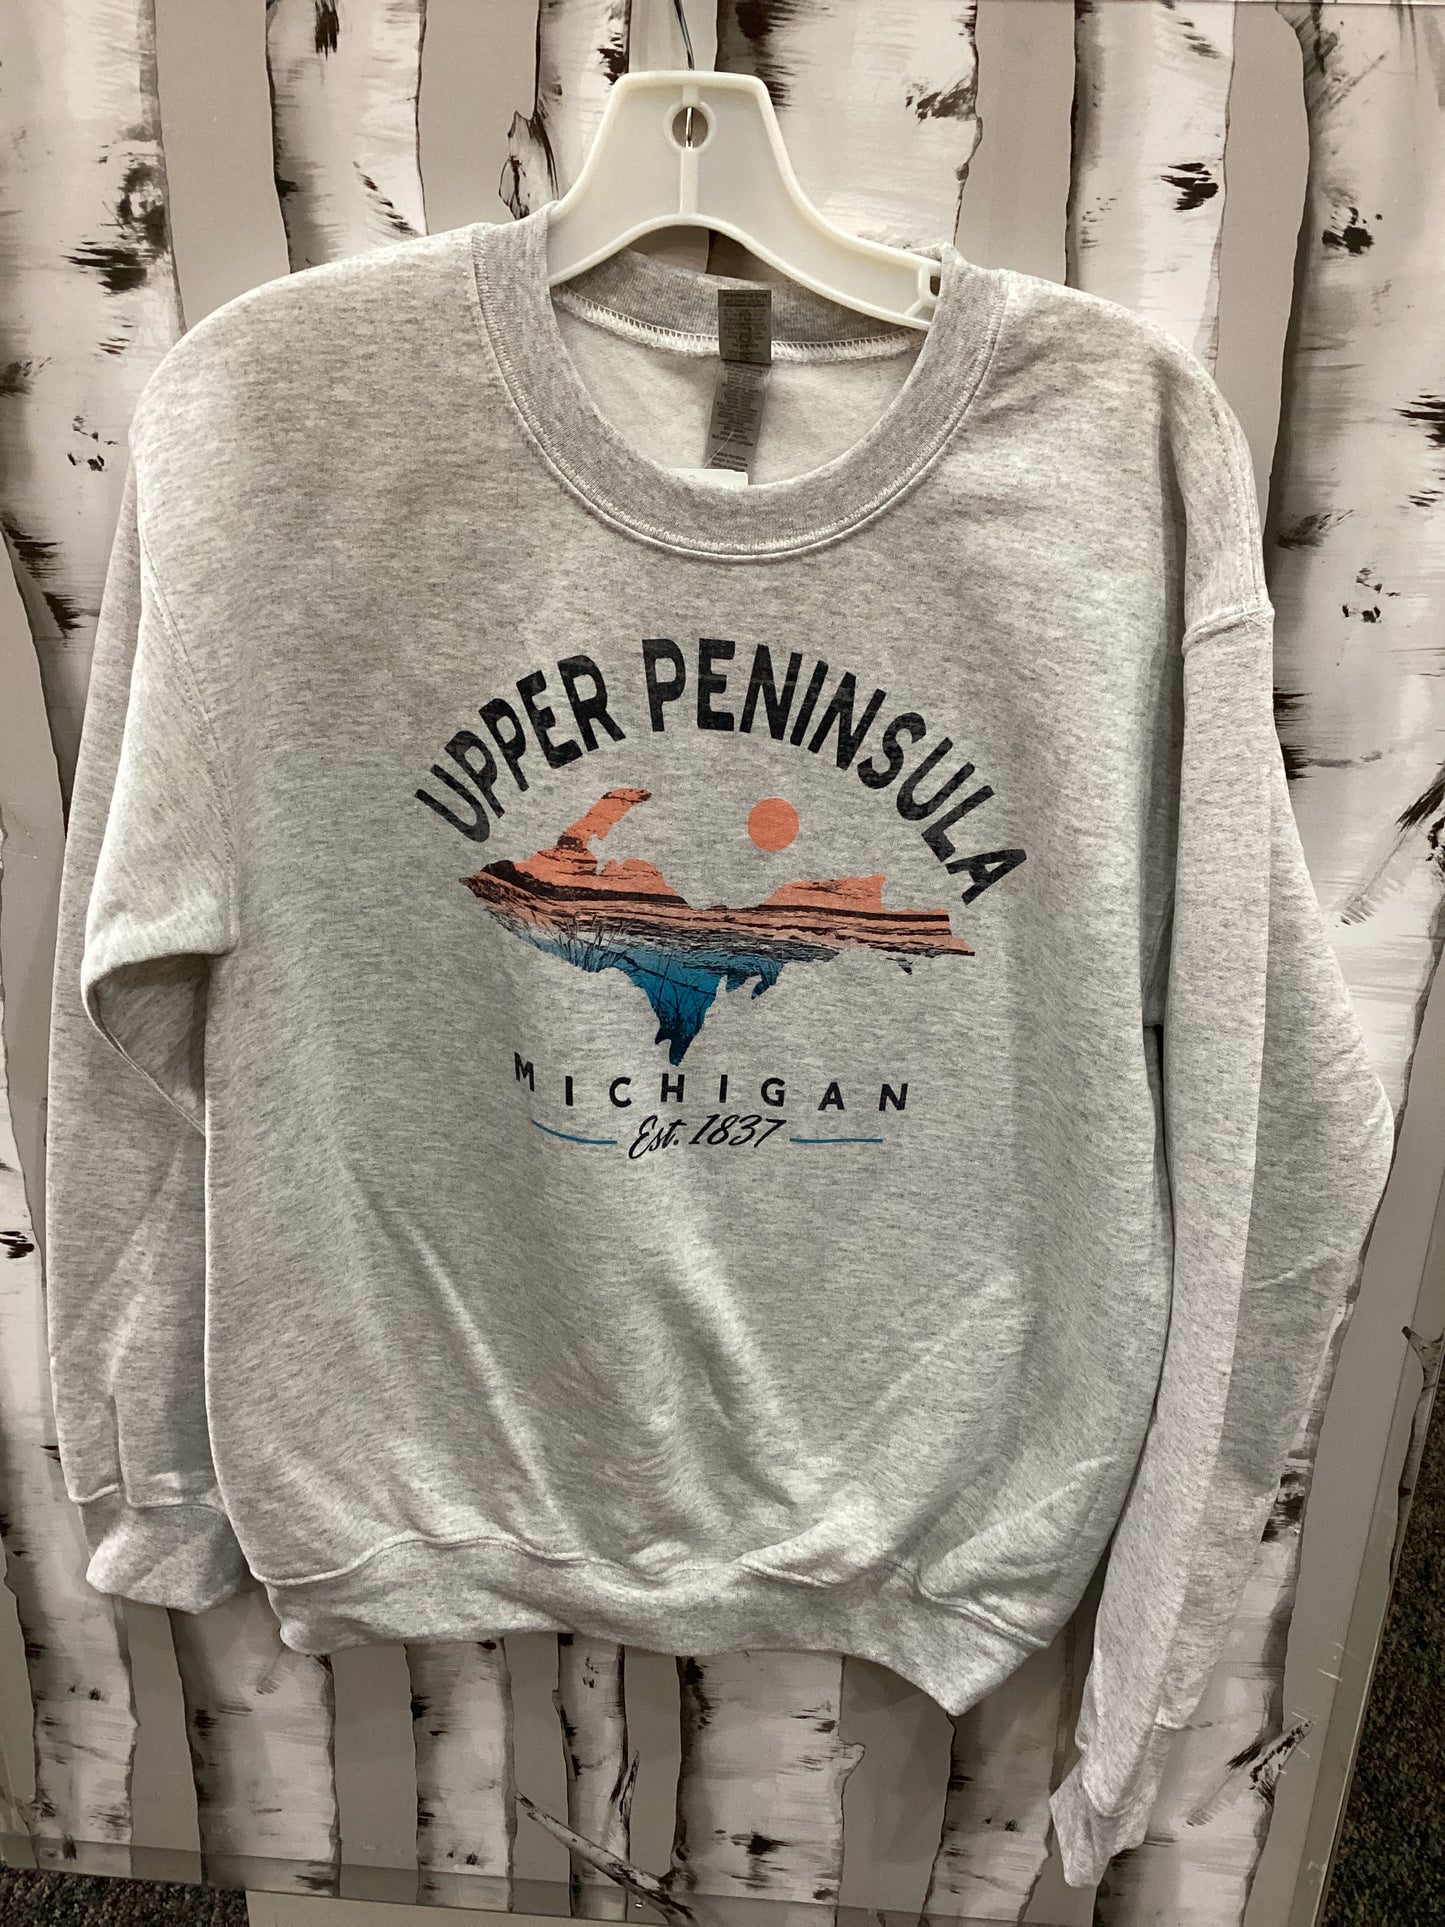 UPPER PENINSULA
MICHIGAN
Est. 1837